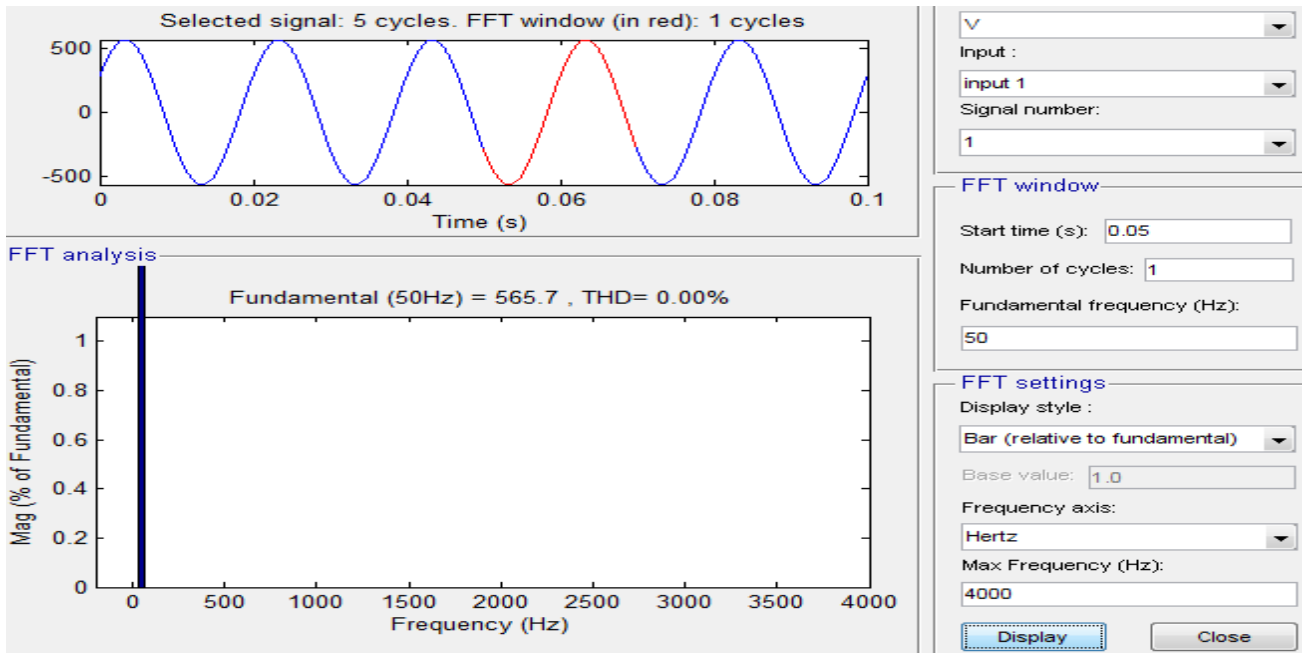 Selected signal: 5 cycles. FFT window (in red): 1 cycles
500
0
-500
0
0.02
0.04
0.06
0.08
0.1
Time (s)
FFT analysis
Fundamental (50Hz) = 565.7 , THD= 0.00%
1
0.8
0.6
0.4
0.2
0
Mag (% of Fundamental)
0
500
1000
1500
2000
2500
3000
3500
4000
Frequency (Hz)
V
Input :
input 1
Signal number:
1
FFT window
Start time (s): 0.05
Number of cycles: 1
Fundamental frequency (Hz):
50
FFT settings
Display style :
Bar (relative to fundamental)
Base value: 1.0
Frequency axis:
Hertz
Max Frequency (Hz):
4000
Display
Close